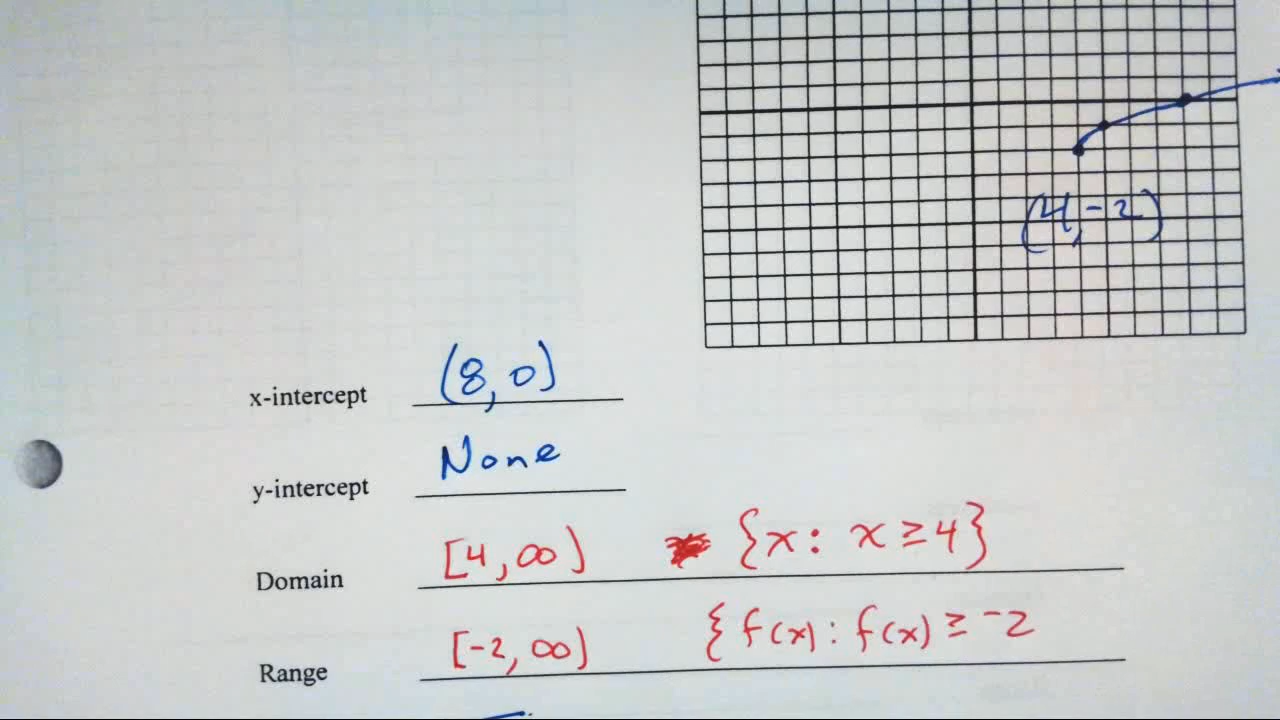 (4, -2)
x-intercept (8, 0)
y-intercept None
Domain [4, ∞) {x: x ≥ 4}
Range [-2, ∞) {f(x): f(x) ≥ -2